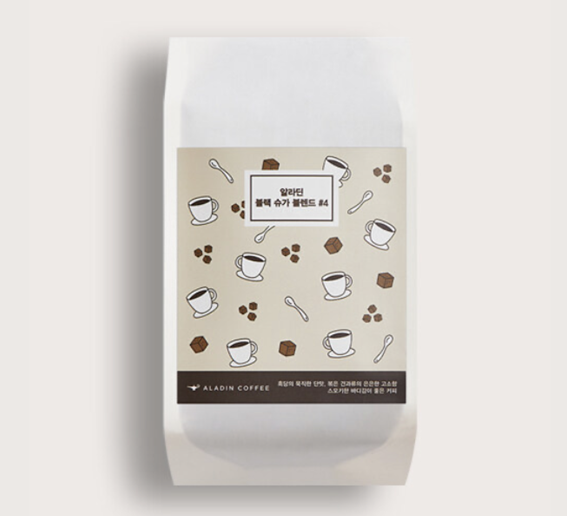 알라딘
블랙 슈가 블렌드 #4
ALADIN COFFEE
흑당의 묵직한 단맛, 볶은 견과류의 은은한 고소함
스모키한 바디감이 좋은 커피